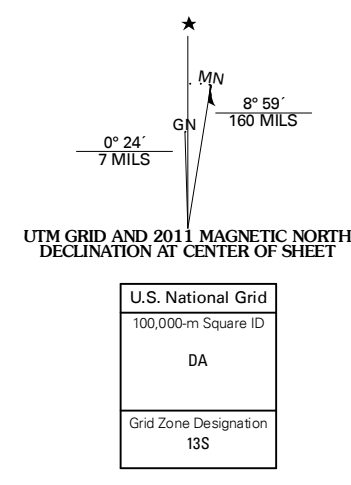 ★
MN
GN
8° 59´
160 MILS
0° 24´
7 MILS
UTM GRID AND 2011 MAGNETIC NORTH
DECLINATION AT CENTER OF SHEET
U.S. National Grid
100,000-m Square ID
DA
Grid Zone Designation
13S